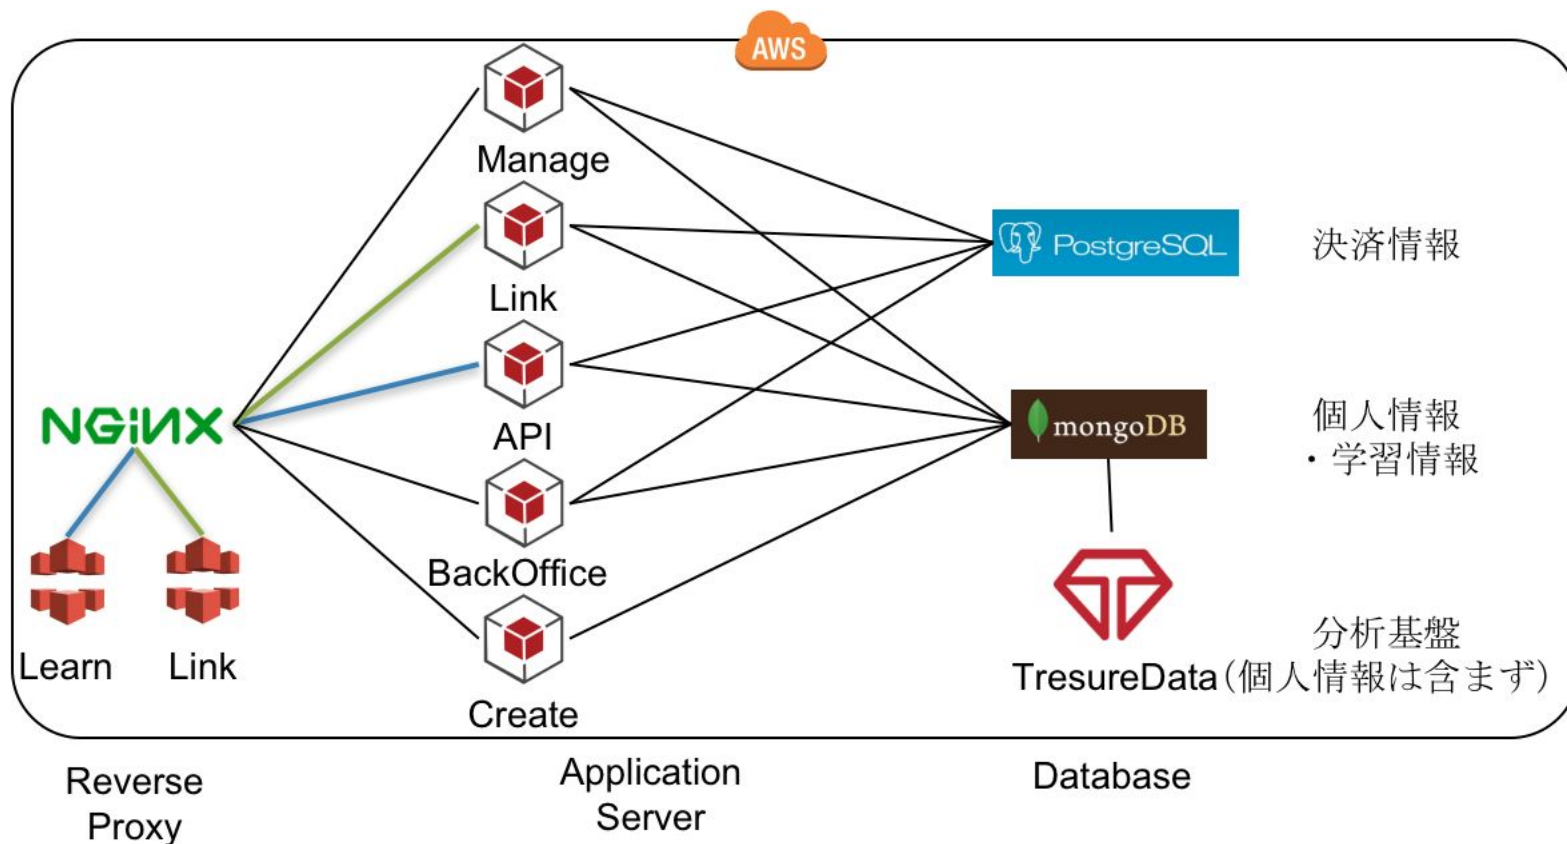 AWS
Manage
Link
API
BackOffice
Create
NGiNX
Learn
Link
PostgreSQL
決済情報
mongoDB
個人情報
・学習情報
分析基盤
TresureData(個人情報は含まず)
Reverse
Proxy
Application
Server
Database